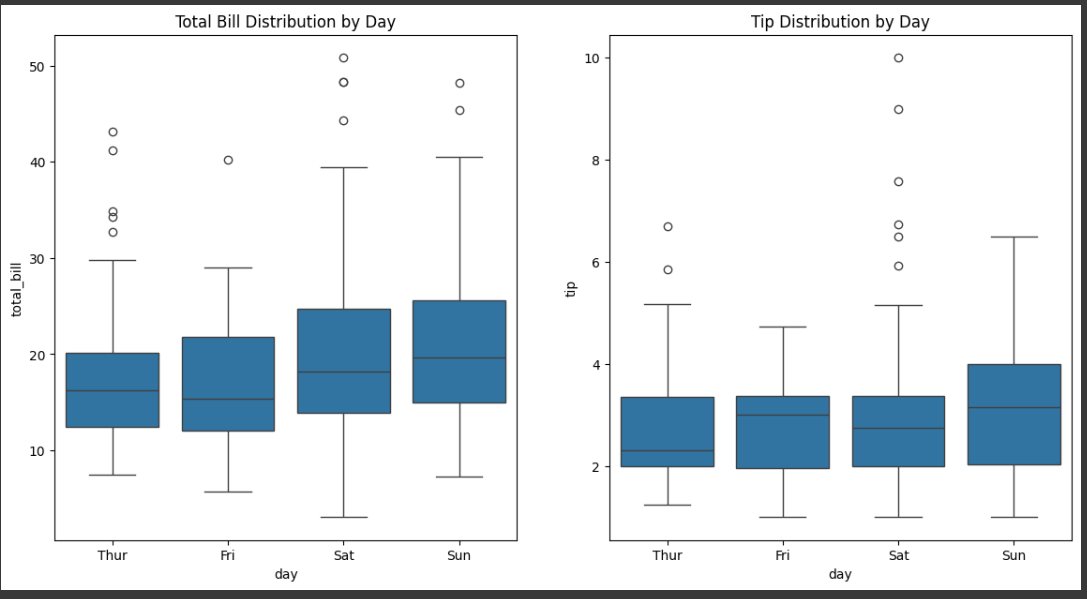 Total Bill Distribution by Day
50
40
30
20
10
total_bill
Thur Fri Sat Sun
day
Tip Distribution by Day
10
8
6
4
2
tip
Thur Fri Sat Sun
day